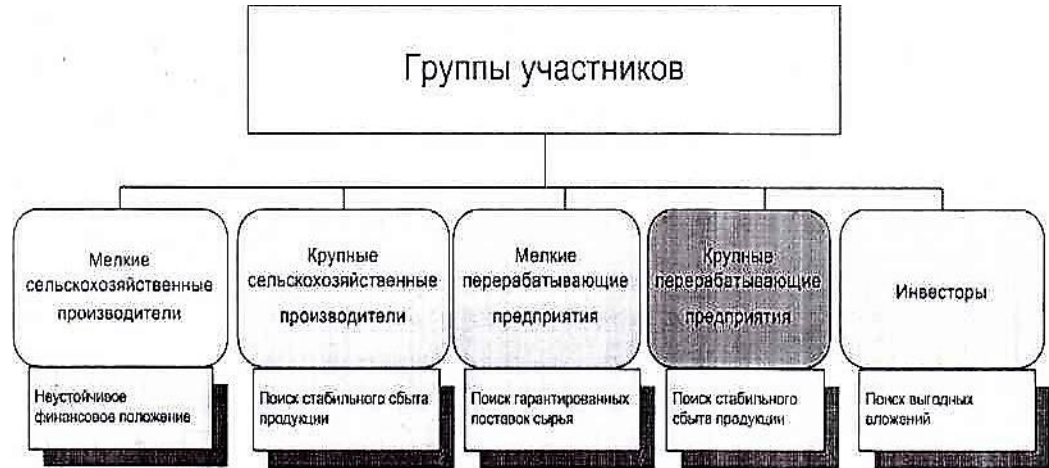 Группы участников
Мелкие
сельскохозяйственные
производители
Крупные
сельскохозяйственные
производители
Мелкие
перерабатывающие
предприятия
Крупные
перерабатывающие
предприятия
Инвесторы
Неустойчивое
финансовое положение
Поиск стабильного сбыта
продукции
Поиск гарантированных
поставок сырья
Поиск стабильного
сбыта продукции
Поиск выгодных
вложений